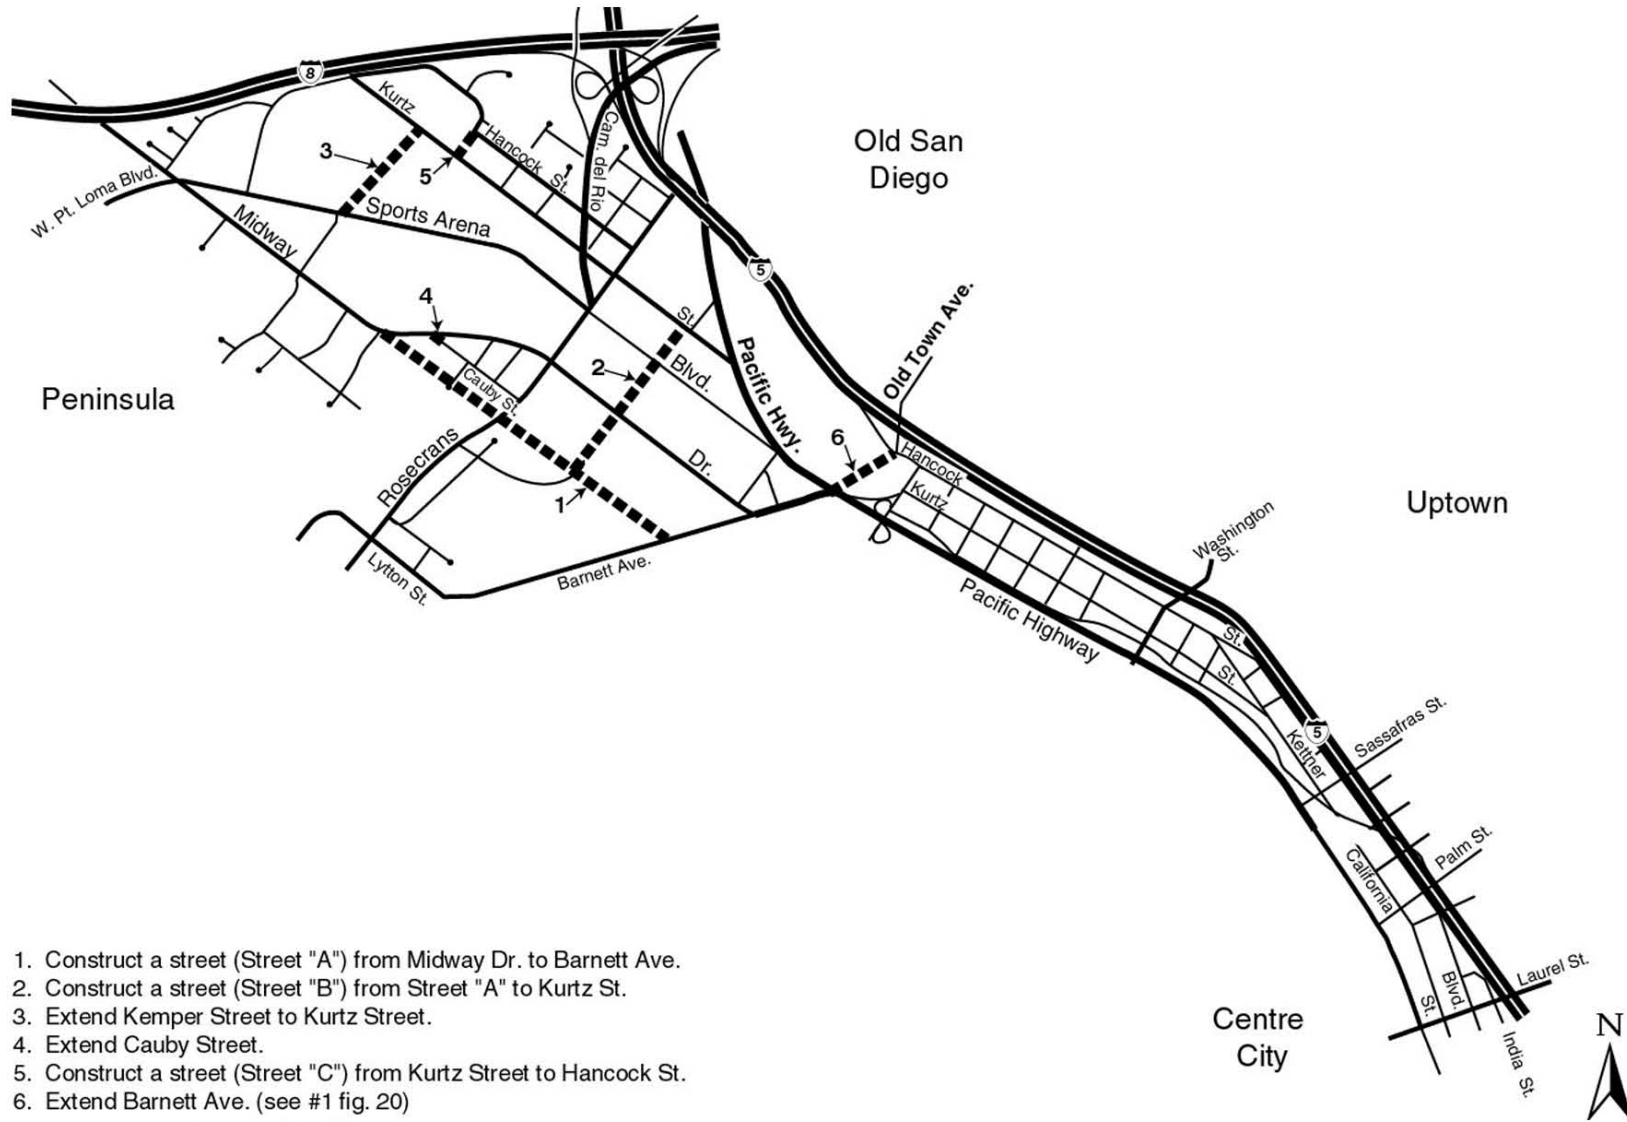 8
Kurtz
Cam. del Rio
3
5
Hancock St.
Old San
Diego
W. Pt. Loma Blvd.
Sports Arena
Midway
5
4
St.
Old Town Ave.
2
Blvd.
Pacific Hwy.
Peninsula
Cauby St.
6
Rosecrans
Dr.
Hancock
Kurtz
1
Uptown
Washington
St.
Lytton St.
Barnett Ave.
Pacific Highway
St.
St.
5
Kettner
Sassafras St.
California
Palm St.
Laurel St.
Blvd.
St.
India St.
Centre
City
N
1. Construct a street (Street "A") from Midway Dr. to Barnett Ave.
2. Construct a street (Street "B") from Street "A" to Kurtz St.
3. Extend Kemper Street to Kurtz Street.
4. Extend Cauby Street.
5. Construct a street (Street "C") from Kurtz Street to Hancock St.
6. Extend Barnett Ave. (see #1 fig. 20)